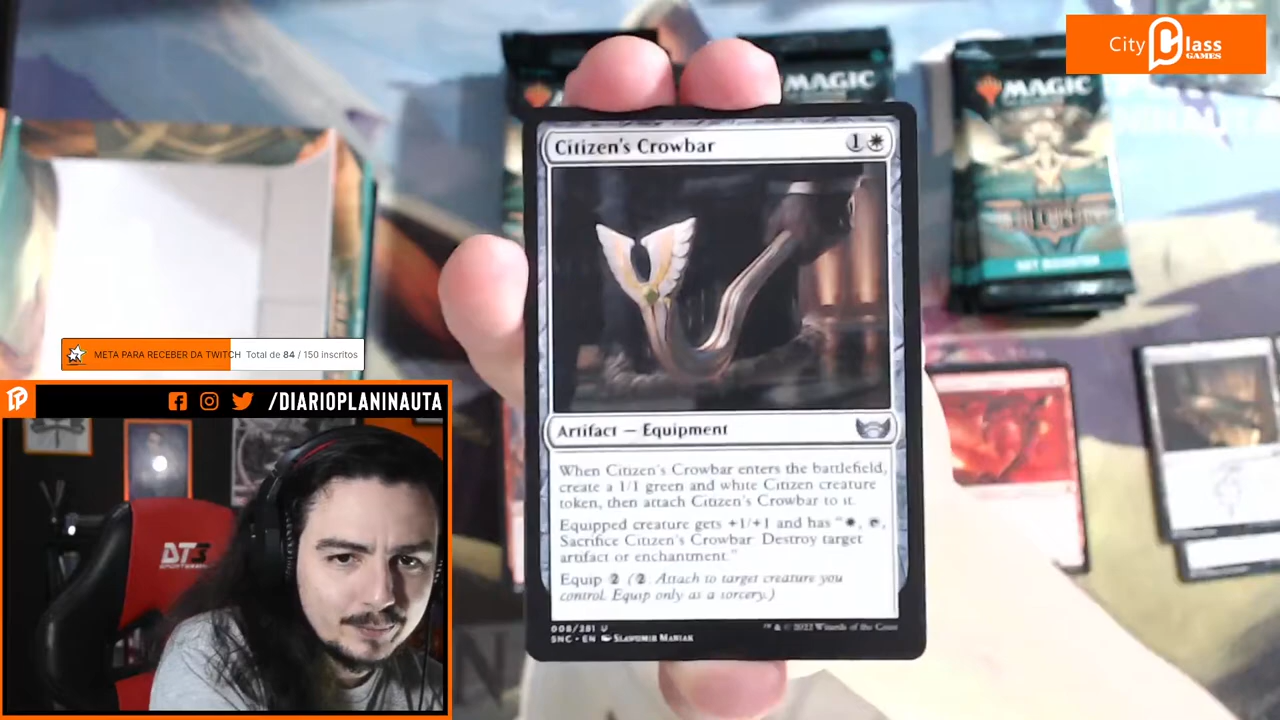 City Class
GAMES
MAGIC
MAGIC
Citizen's Crowbar 1
Artifact — Equipment
When Citizen's Crowbar enters the battlefield,
create a 1/1 green and white Citizen creature
token, then attach Citizen's Crowbar to it.
Equipped creature gets +1/+1 and has "
Sacrifice Citizen's Crowbar: Destroy target
artifact or enchantment."
Equip 2 (2: Attach to target creature you
control. Equip only as a sorcery.)
008/281 U
SNC • EN Slawomir Maniak
™ & © 2022 Wizards of the Coast
META PARA RECEBER DA TWITCH Total de 84 / 150 inscritos
/DIARIOPLANINAUTA
DT3